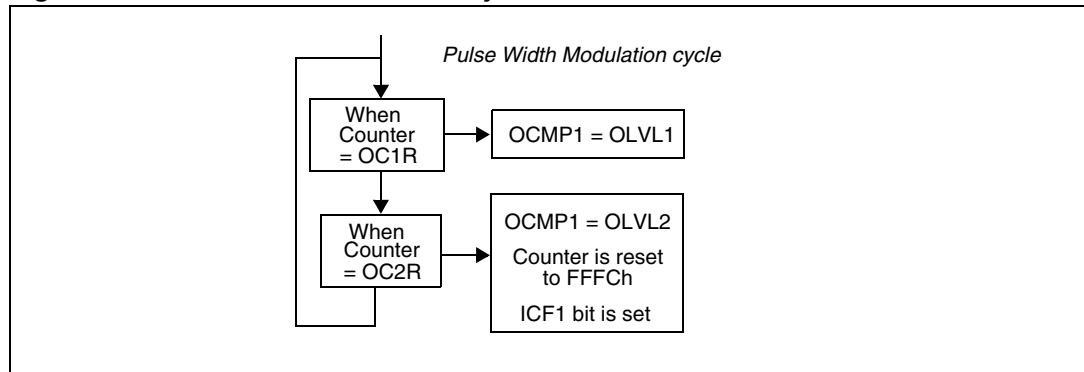 Pulse Width Modulation cycle
When
Counter
= OC1R
OCMP1 = OLVL1
When
Counter
= OC2R
OCMP1 = OLVL2
Counter is reset
to FFFCh
ICF1 bit is set